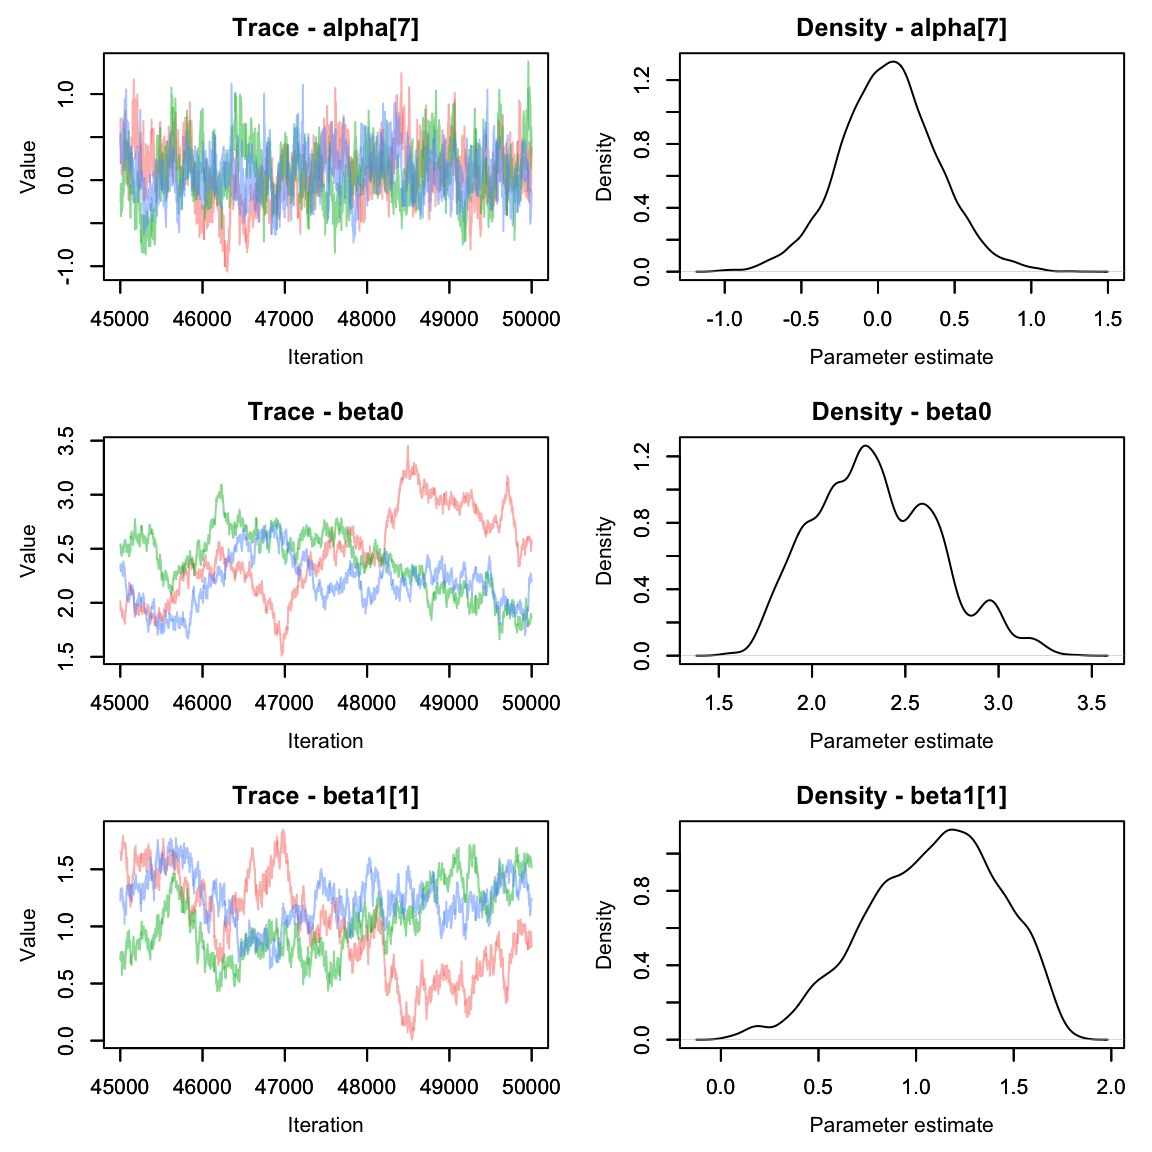 Trace - alpha[7]
Value
-1.0 0.0 1.0
45000 46000 47000 48000 49000 50000
Iteration
Density - alpha[7]
Density
0.0 0.4 0.8 1.2
-1.0 -0.5 0.0 0.5 1.0 1.5
Parameter estimate
Trace - beta0
Value
1.5 2.0 2.5 3.0 3.5
45000 46000 47000 48000 49000 50000
Iteration
Density - beta0
Density
0.0 0.4 0.8 1.2
1.5 2.0 2.5 3.0 3.5
Parameter estimate
Trace - beta1[1]
Value
0.0 0.5 1.0 1.5
45000 46000 47000 48000 49000 50000
Iteration
Density - beta1[1]
Density
0.0 0.4 0.8
0.0 0.5 1.0 1.5 2.0
Parameter estimate